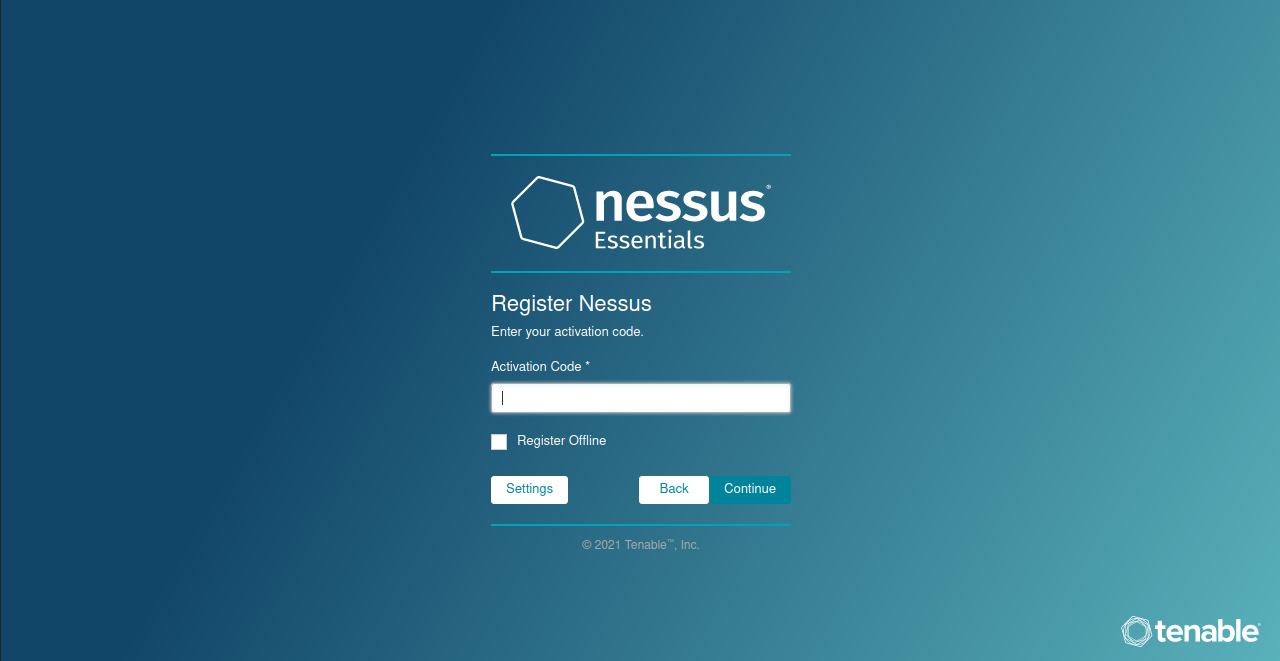 nessus®
Essentials
Register Nessus
Enter your activation code.
Activation Code *
Register Offline
Settings Back Continue
© 2021 Tenable™, Inc.
tenable®